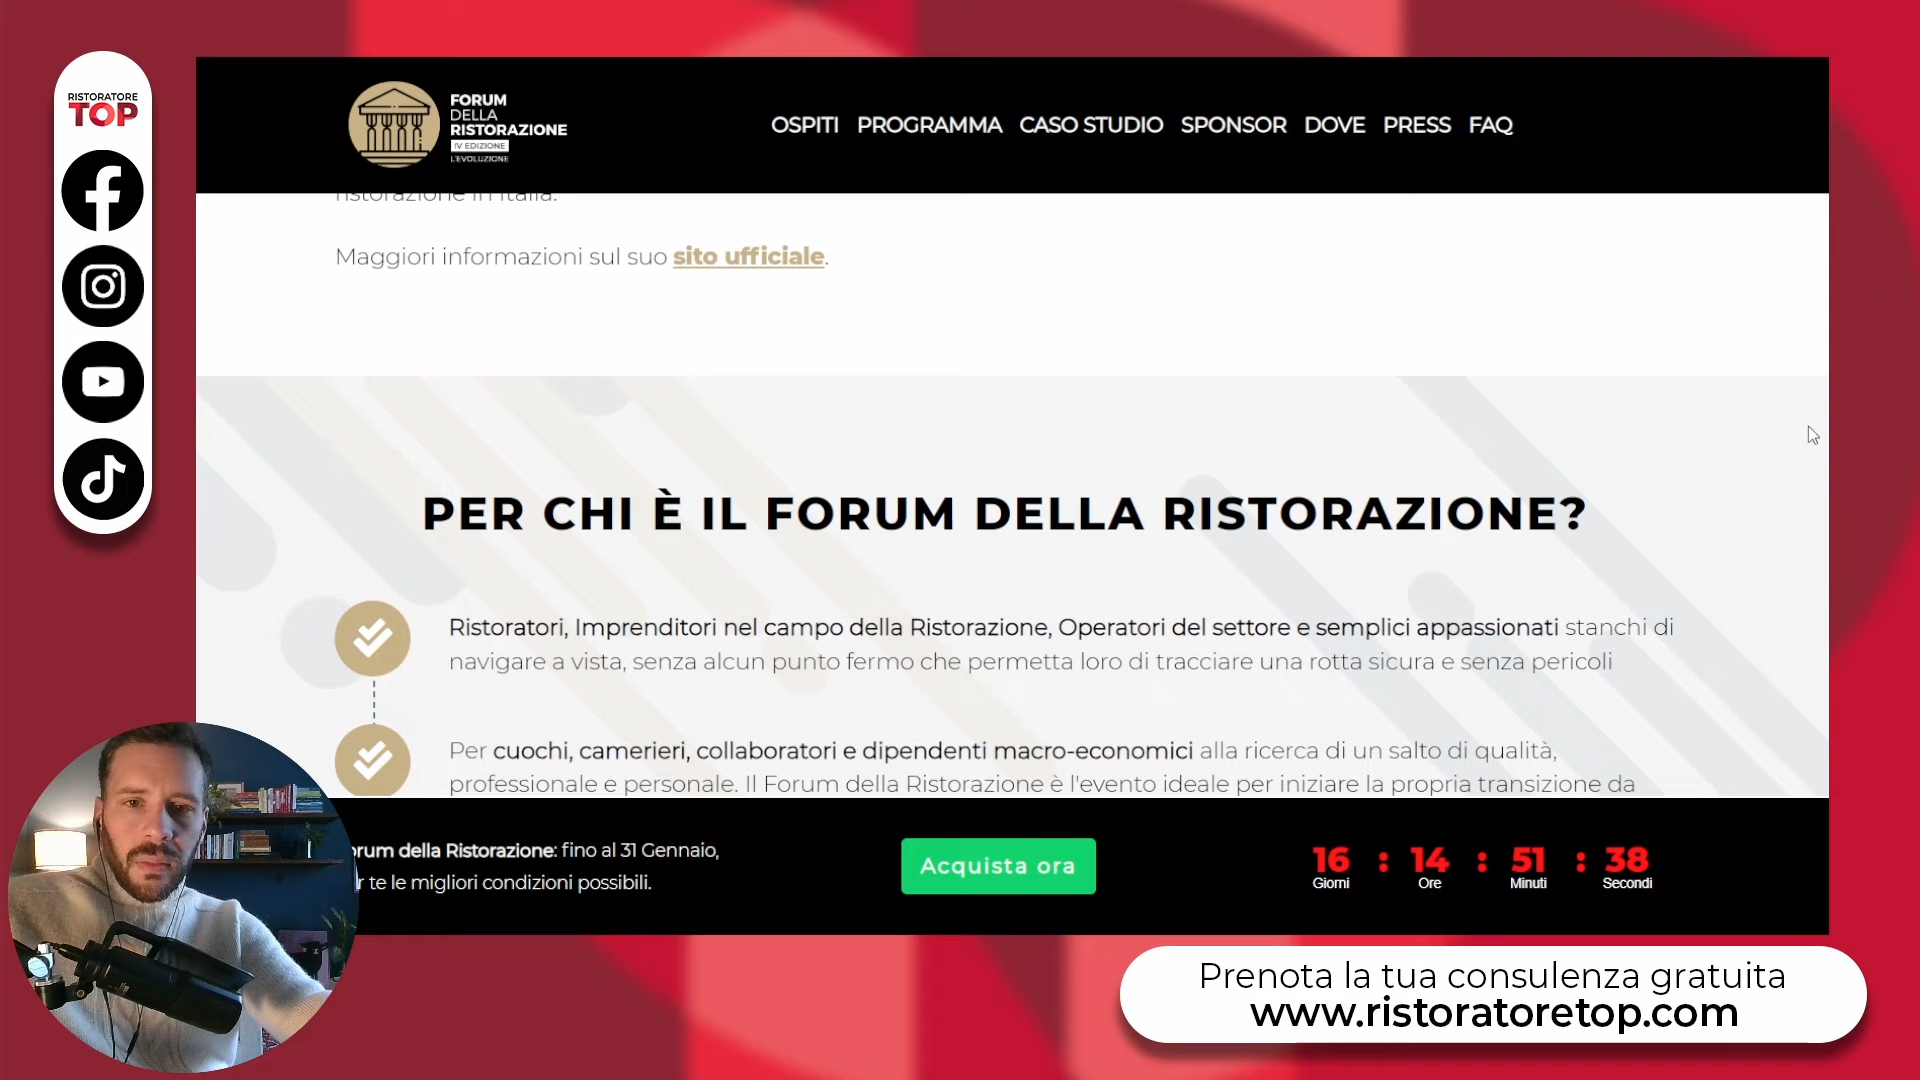 RISTORATORE
TOP
FORUM
DELLA
RISTORAZIONE
IV EDIZIONE
L'EVOLUZIONE
OSPITI PROGRAMMA CASO STUDIO SPONSOR DOVE PRESS FAQ
ristorazione in Italia.
Maggiori informazioni sul suo sito ufficiale.
PER CHI È IL FORUM DELLA RISTORAZIONE?
Ristoratori, Imprenditori nel campo della Ristorazione, Operatori del settore e semplici appassionati stanchi di
navigare a vista, senza alcun punto fermo che permetta loro di tracciare una rotta sicura e senza pericoli
Per cuochi, camerieri, collaboratori e dipendenti macro-economici alla ricerca di un salto di qualità,
professionale e personale. Il Forum della Ristorazione è l'evento ideale per iniziare la propria transizione da
orum della Ristorazione: fino al 31 Gennaio,
r te le migliori condizioni possibili.
Acquista ora
16 : 14 : 51 : 38
Giorni Ore Minuti Secondi
Prenota la tua consulenza gratuita
www.ristoratoretop.com